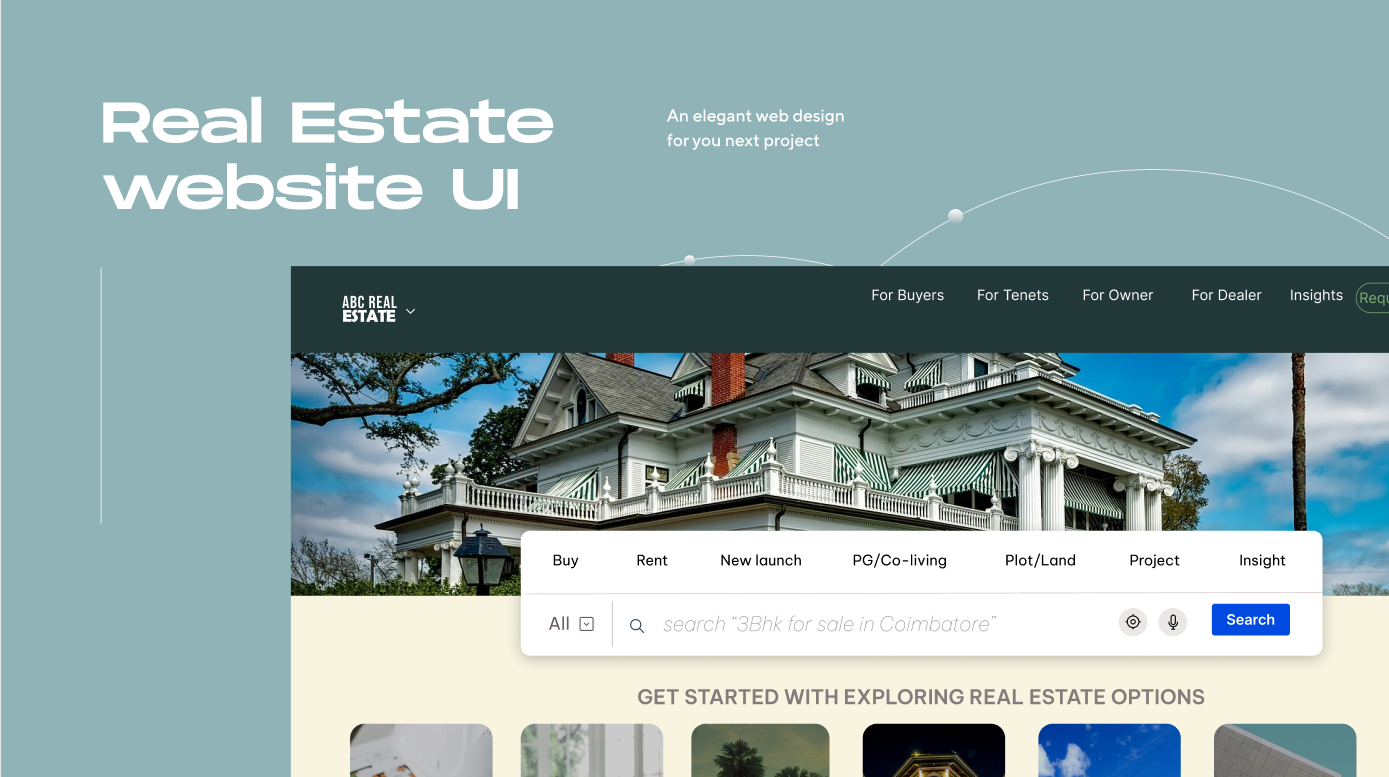 Real Estate
website UI
An elegant web design
for you next project
ABC REAL
ESTATE
For Buyers For Tenets For Owner For Dealer Insights
Buy Rent New launch PG/Co-living Plot/Land Project Insight
All search “3Bhk for sale in Coimbatore” Search
GET STARTED WITH EXPLORING REAL ESTATE OPTIONS